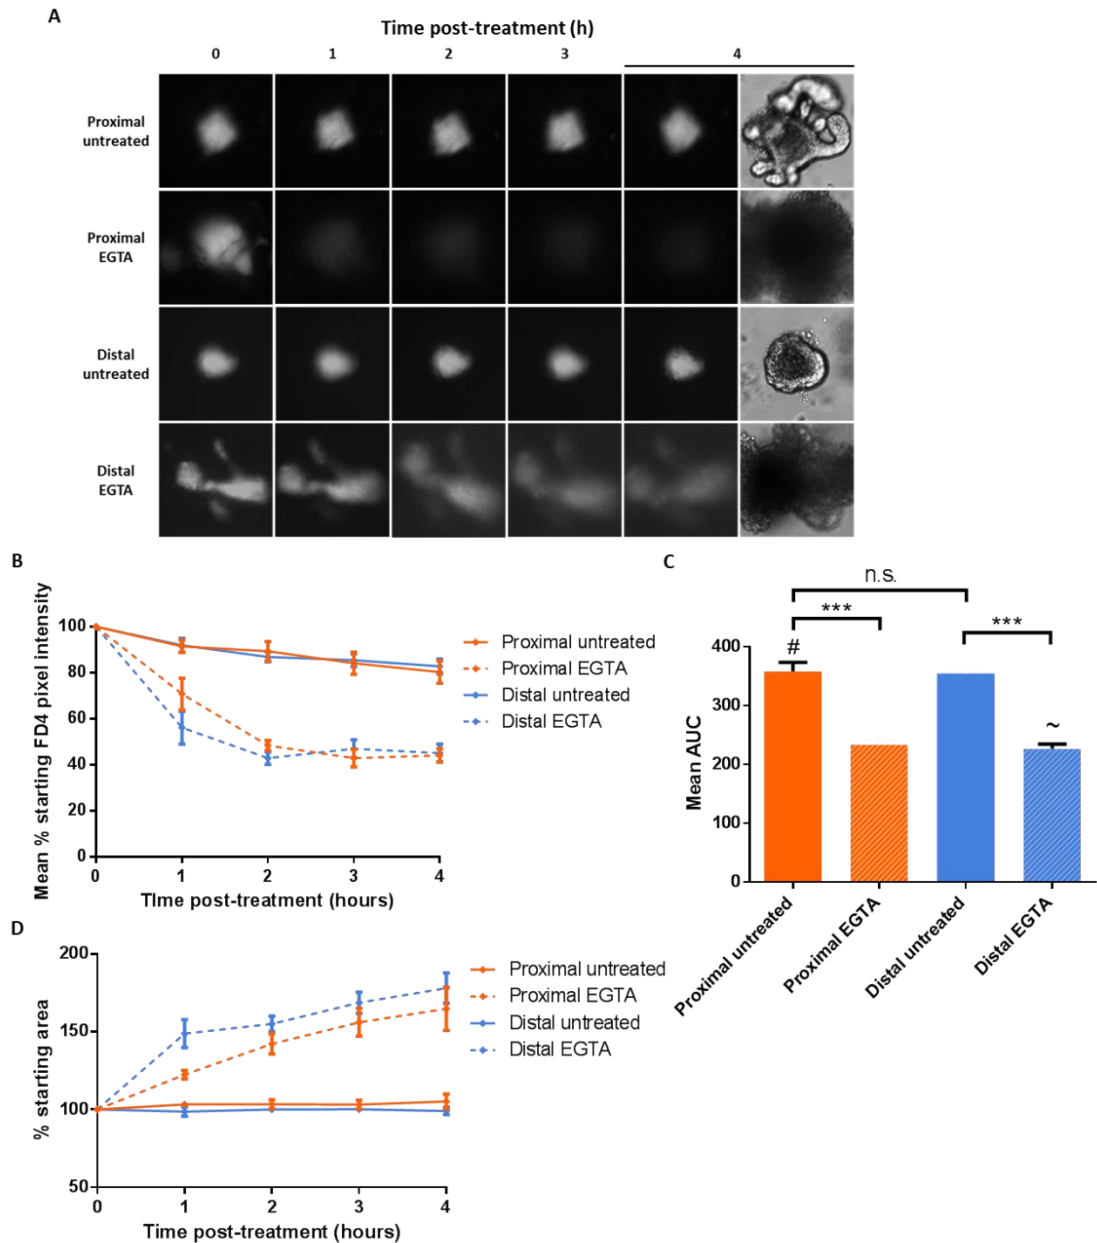 A
Time post-treatment (h)
0 1 2 3 4
Proximal
untreated
Proximal
EGTA
Distal
untreated
Distal
EGTA
B
Mean % starting FD4 pixel intensity
100
80
60
40
20
0
0 1 2 3 4
TIme post-treatment (hours)
Proximal untreated
Proximal EGTA
Distal untreated
Distal EGTA
C
n.s.
***
***
#
~
Mean AUC
400
300
200
100
0
Proximal untreated
Proximal EGTA
Distal untreated
Distal EGTA
D
% starting area
200
150
100
50
0 1 2 3 4
Time post-treatment (hours)
Proximal untreated
Proximal EGTA
Distal untreated
Distal EGTA